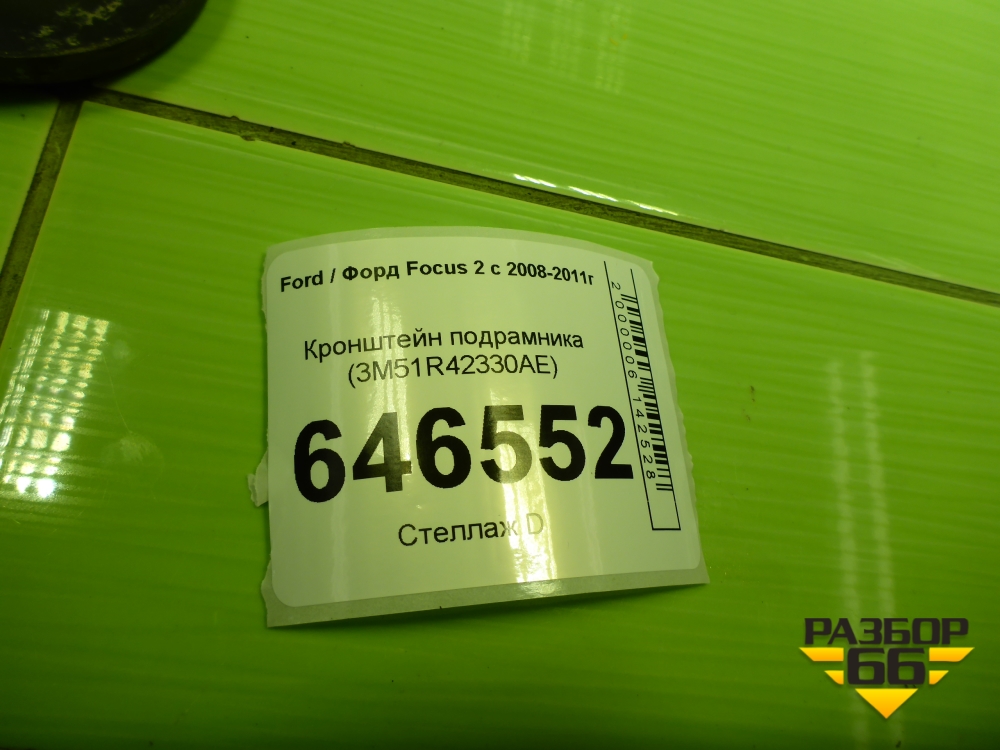 Ford / Форд Focus 2 с 2008-2011г
Кронштейн подрамника
(3M51R42330AE)
646552
Стеллаж D
2000006142528
РАЗБОР
66